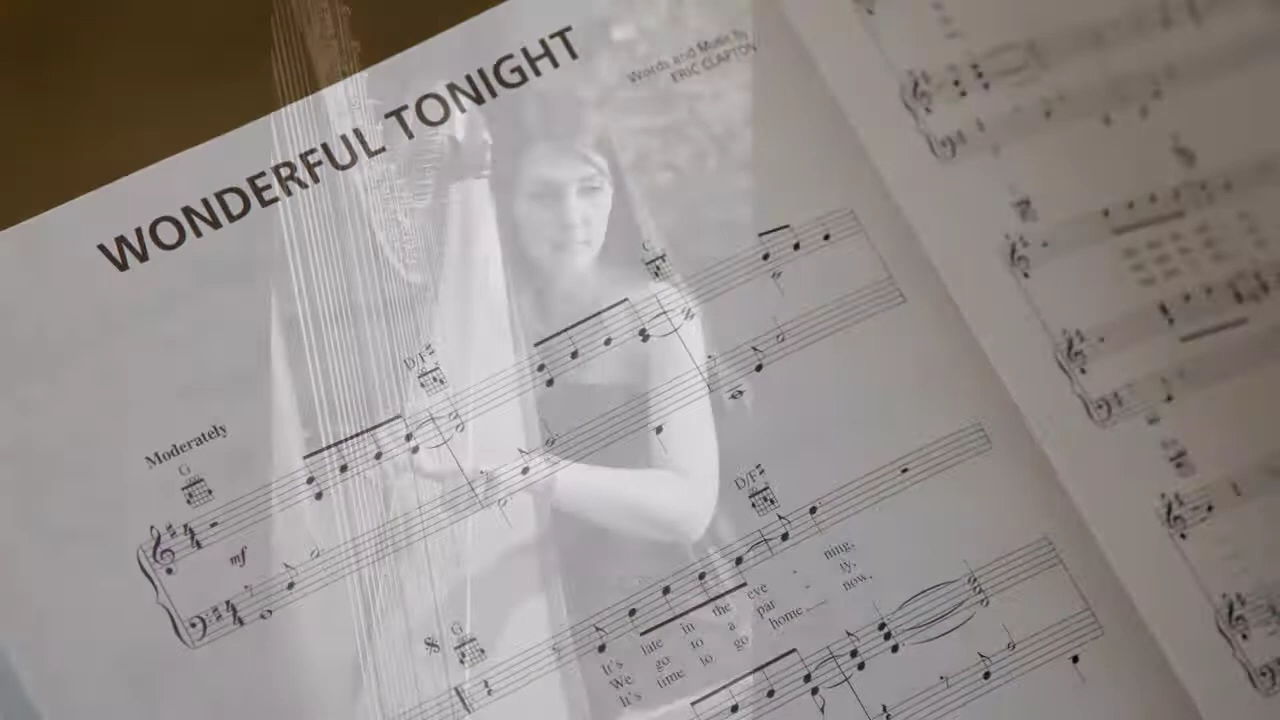 WONDERFUL TONIGHT
Words and Music by
ERIC CLAPTON
Moderately
G
D/F#
C
mf
G
D/F#
It's late in the eve - ning,
We go to a par - ty,
It's time to go home now,